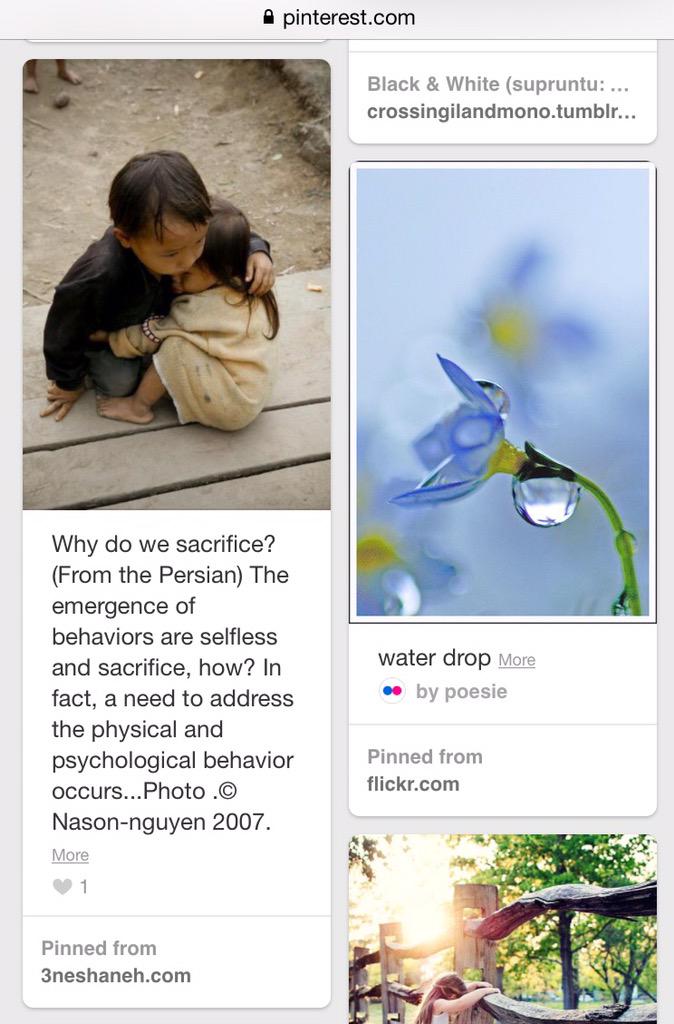 pinterest.com
Why do we sacrifice?
(From the Persian) The
emergence of
behaviors are selfless
and sacrifice, how? In
fact, a need to address
the physical and
psychological behavior
occurs...Photo .©
Nason-nguyen 2007.
More
1
Pinned from
3neshaneh.com
Black & White (supruntu: ...
crossingilandmono.tumblr...
water drop More
by poesie
Pinned from
flickr.com